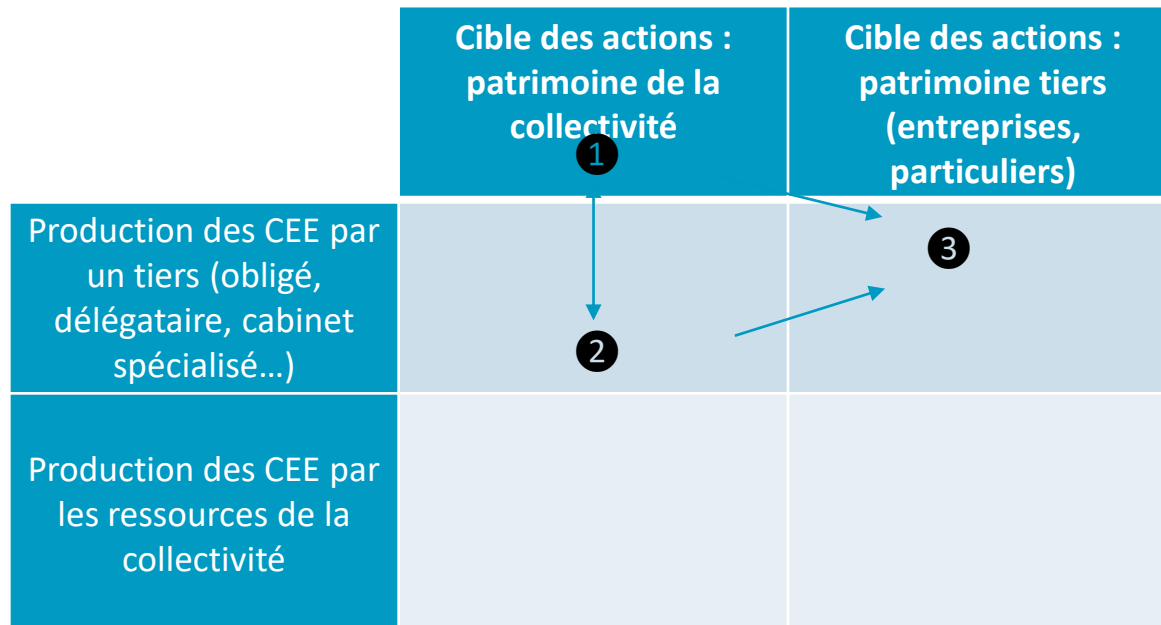 Cible des actions :
patrimoine de la
collectivité
Cible des actions :
patrimoine tiers
(entreprises,
particuliers)
1
Production des CEE par
un tiers (obligé,
délégataire, cabinet
spécialisé…)
3
2
Production des CEE par
les ressources de la
collectivité